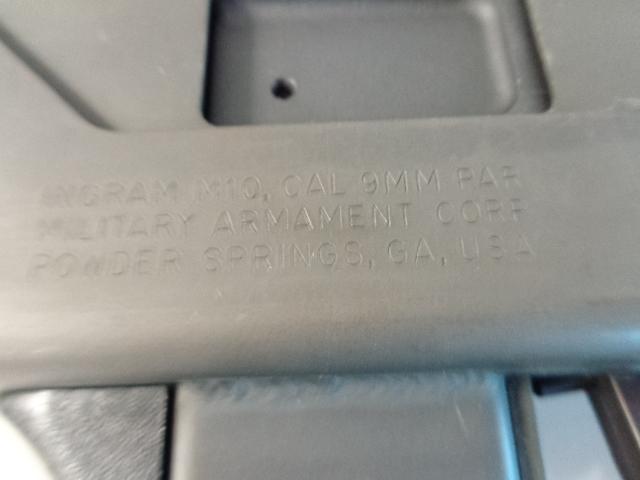 INGRAM M10, CAL 9MM PAR
MILITARY ARMAMENT CORP
POWDER SPRINGS, GA, USA